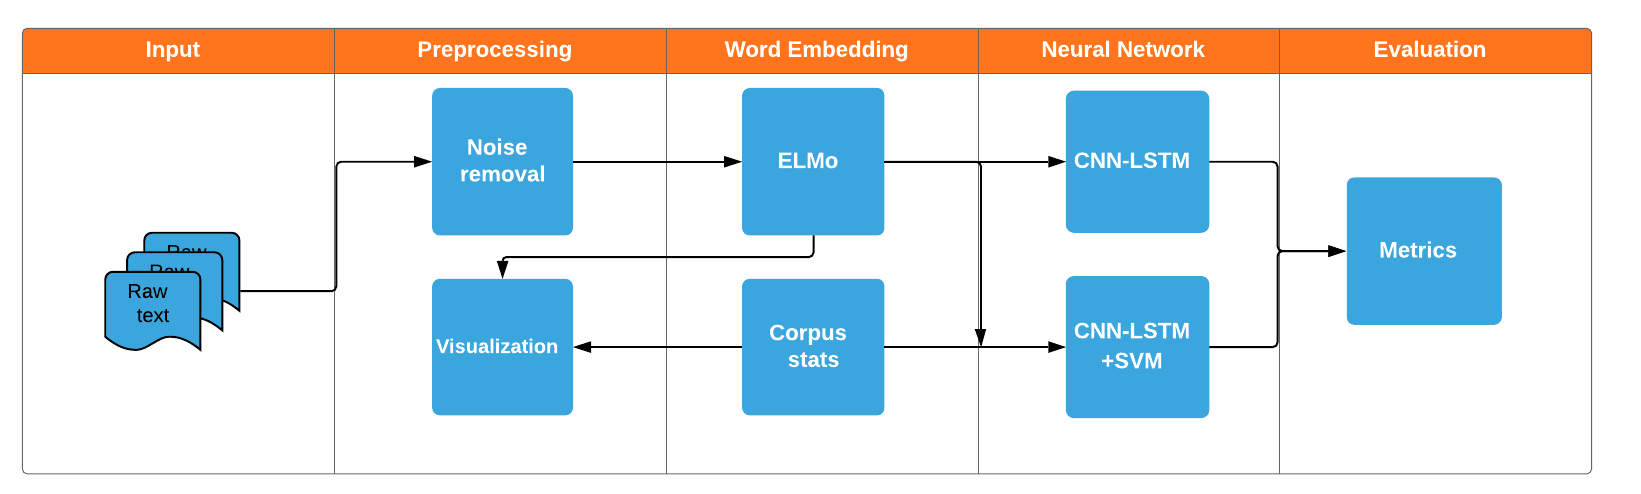 Input
Preprocessing
Word Embedding
Neural Network
Evaluation
Noise
removal
ELMo
CNN-LSTM
Metrics
Raw
Raw
Raw
text
Visualization
Corpus
stats
CNN-LSTM
+SVM